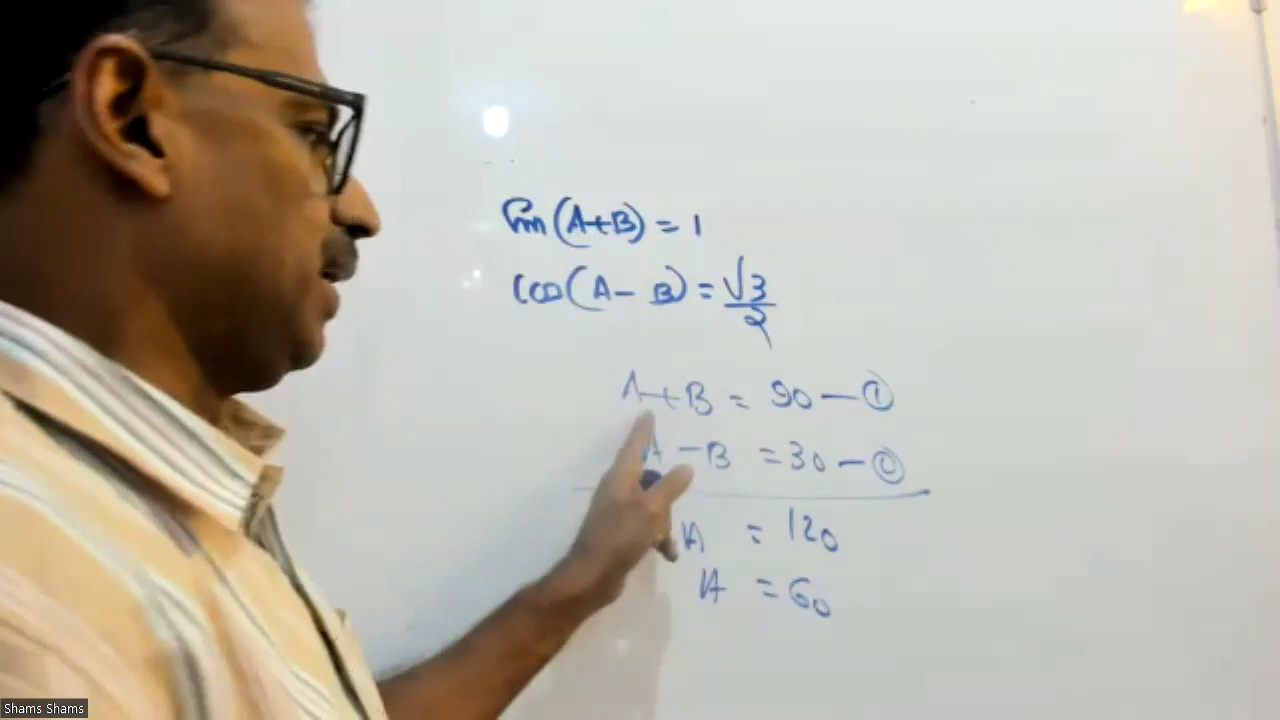 Sin(A+B) = 1
Cos(A-B) = √3/2
A+B = 90 — ①
A-B = 30 — ②
A = 120
A = 60
Shams Shams